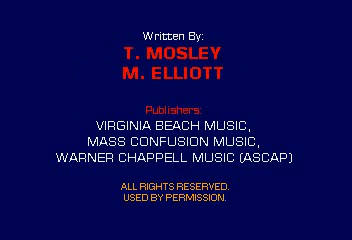 Written By:
T. MOSLEY
M. ELLIOTT
Publishers:
VIRGINIA BEACH MUSIC,
MASS CONFUSION MUSIC,
WARNER CHAPPELL MUSIC (ASCAP)
ALL RIGHTS RESERVED.
USED BY PERMISSION.